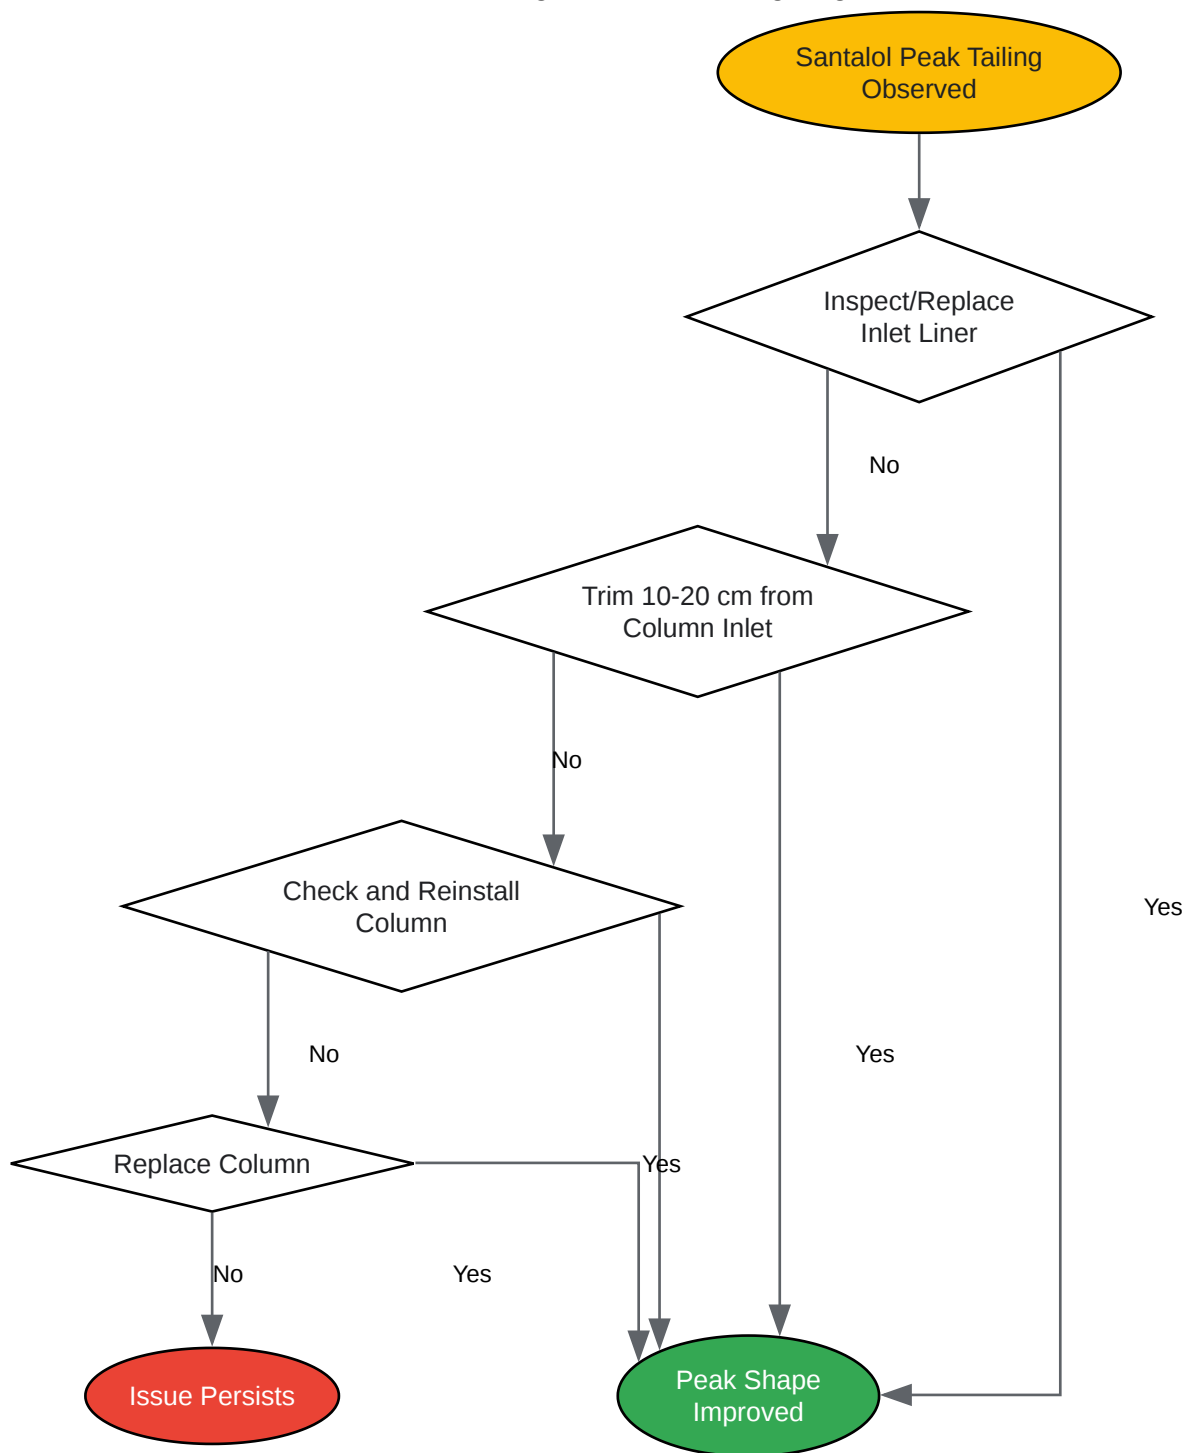 Santalol Peak Tailing
Observed
Inspect/Replace
Inlet Liner
No
Trim 10-20 cm from
Column Inlet
No
Check and Reinstall
Column
Yes
No
Yes
Replace Column
Yes
No
Yes
Issue Persists
Peak Shape
Improved